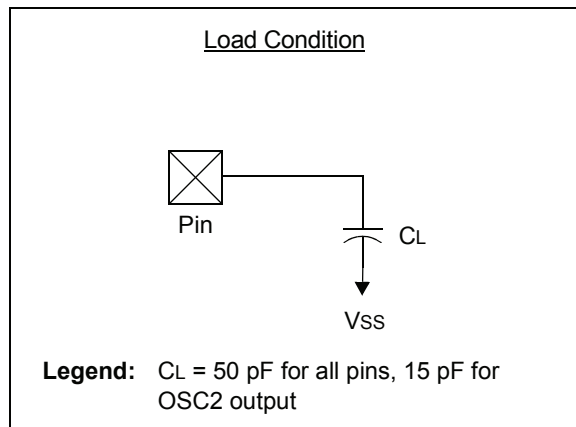 Load Condition
Pin
CL
VSS
Legend: CL = 50 pF for all pins, 15 pF for
OSC2 output